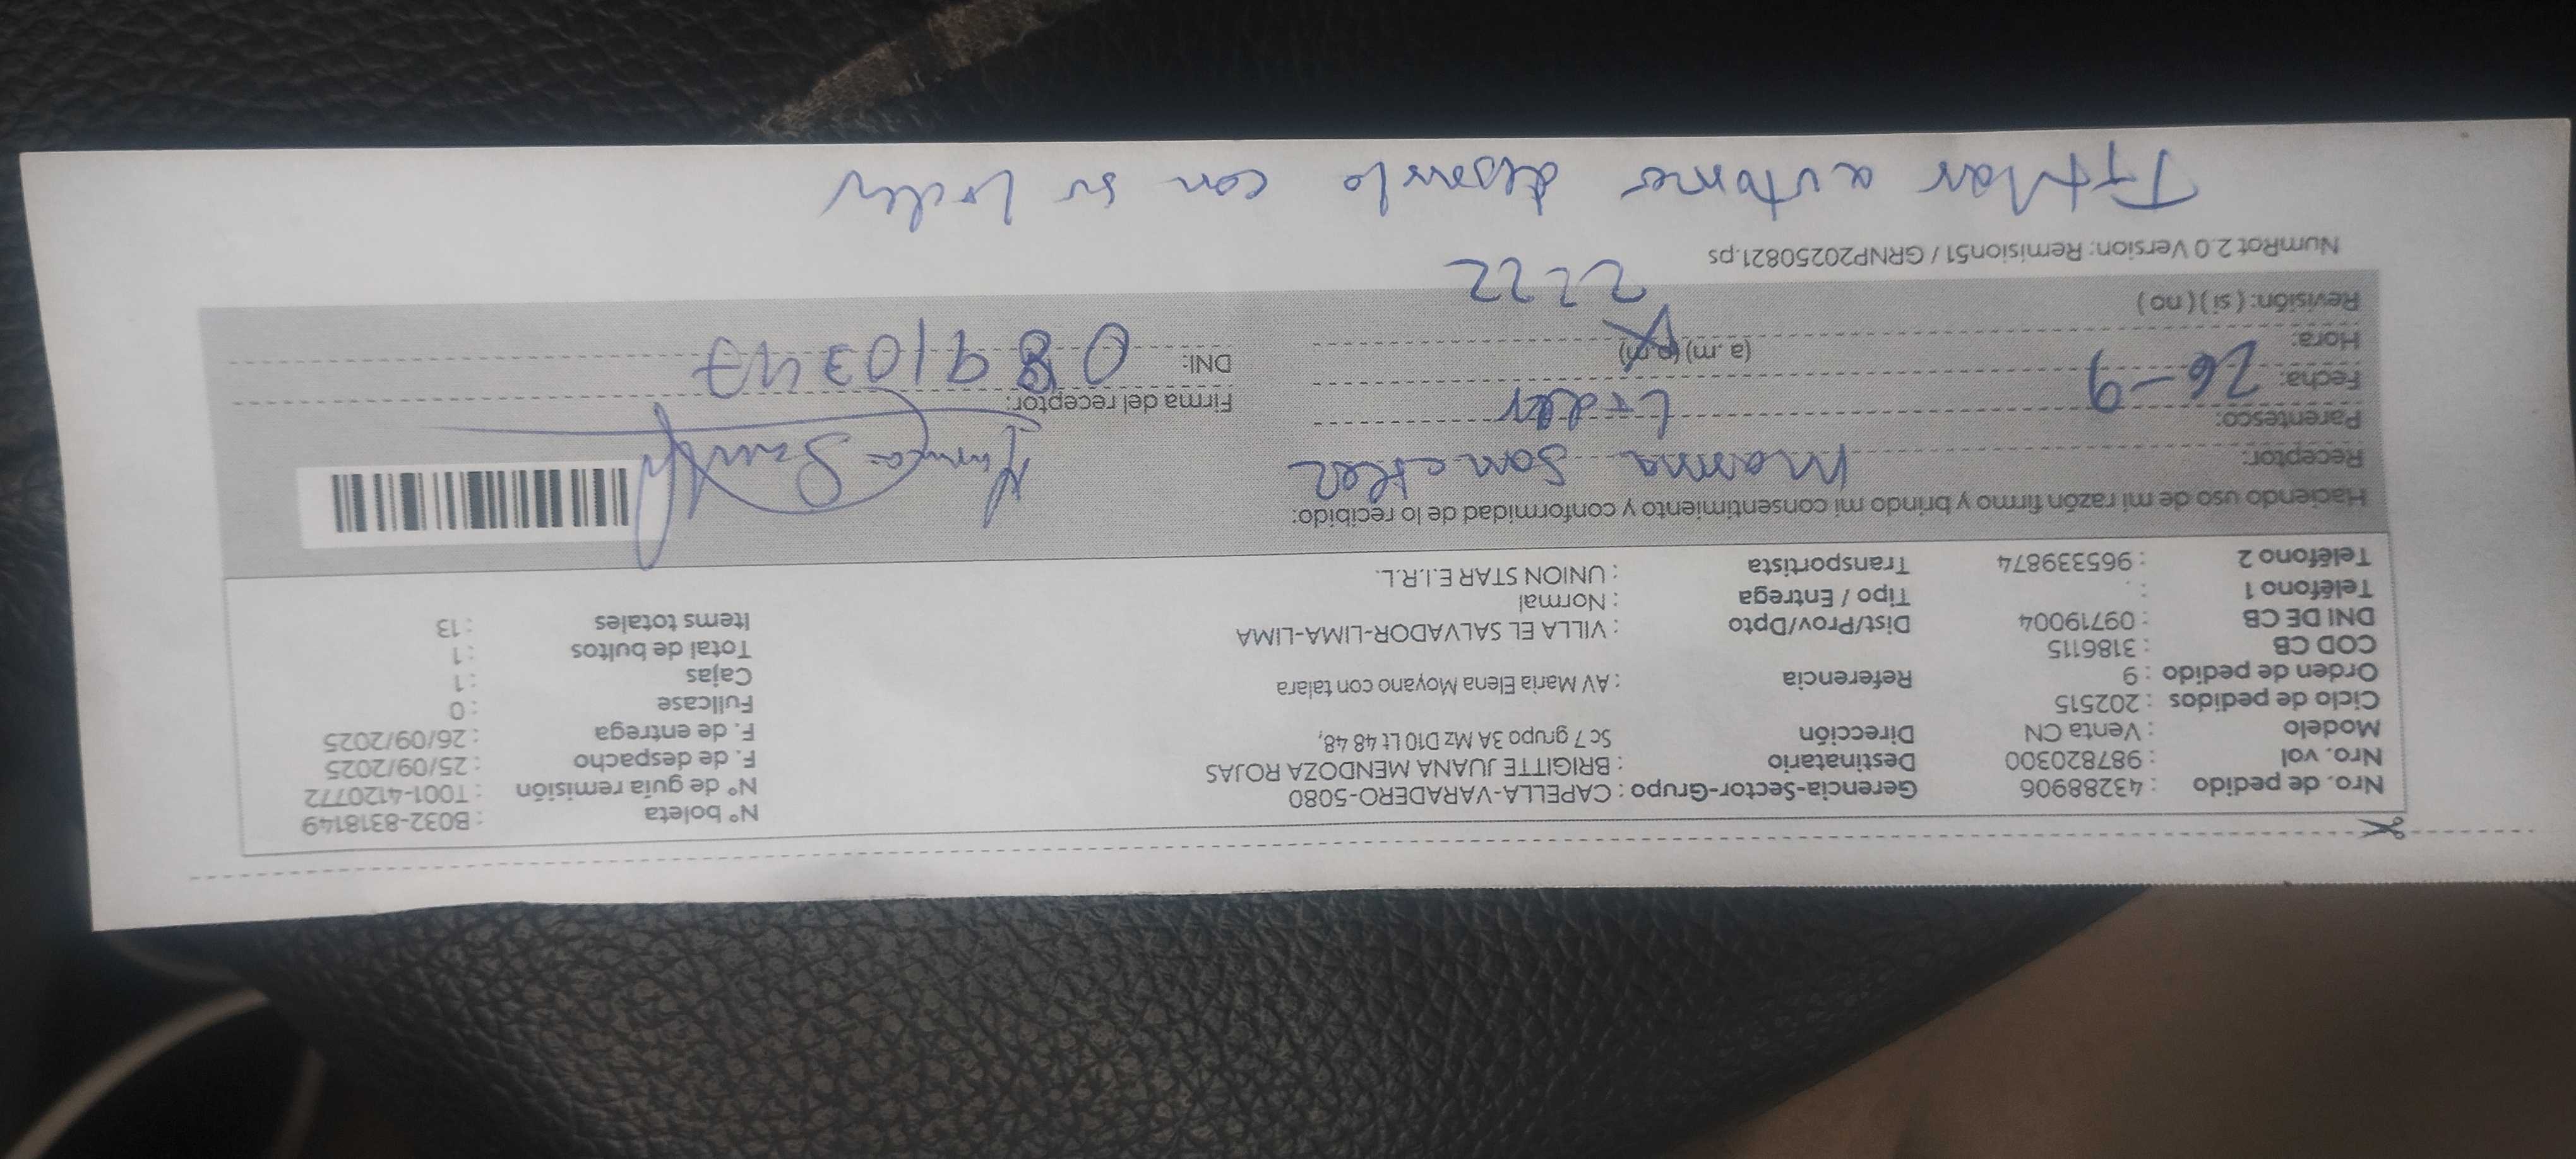 Nro. de pedido : 43288906 Gerencia-Sector-Grupo : CAPELLA-VARADERO-5080 N° boleta : B032-8318149
Nro. vol : 987820300 Destinatario : BRIGITTE JUANA MENDOZA ROJAS N° de guía remisión : T001-4120772
Modelo : Venta CN Dirección Sc 7 grupo 3A Mz D10 Lt 48 48, F. de despacho : 25/09/2025
Ciclo de pedidos : 202515 F. de entrega : 26/09/2025
Orden de pedido : 9 Referencia : AV Maria Elena Moyano con talara Fullcase : 0
COD CB : 3186115 Cajas : 1
DNI DE CB : 09719004 Dist/Prov/Dpto : VILLA EL SALVADOR-LIMA-LIMA Total de bultos : 1
Teléfono 1 : . Tipo / Entrega : Normal Items totales : 13
Teléfono 2 : 965339874 Transportista : UNION STAR E.I.R.L.
Haciendo uso de mi razón firmo y brindo mi consentimiento y conformidad de lo recibido:
Receptor:
Parentesco: Lider Firma del receptor:
Fecha: 26-9
Hora: (a. m) (p. m) DNI: 08910347
Revisión: ( si ) ( no ) 2222
NumRot 2.0 Version: Remision51 / GRNP20250821.ps
con su